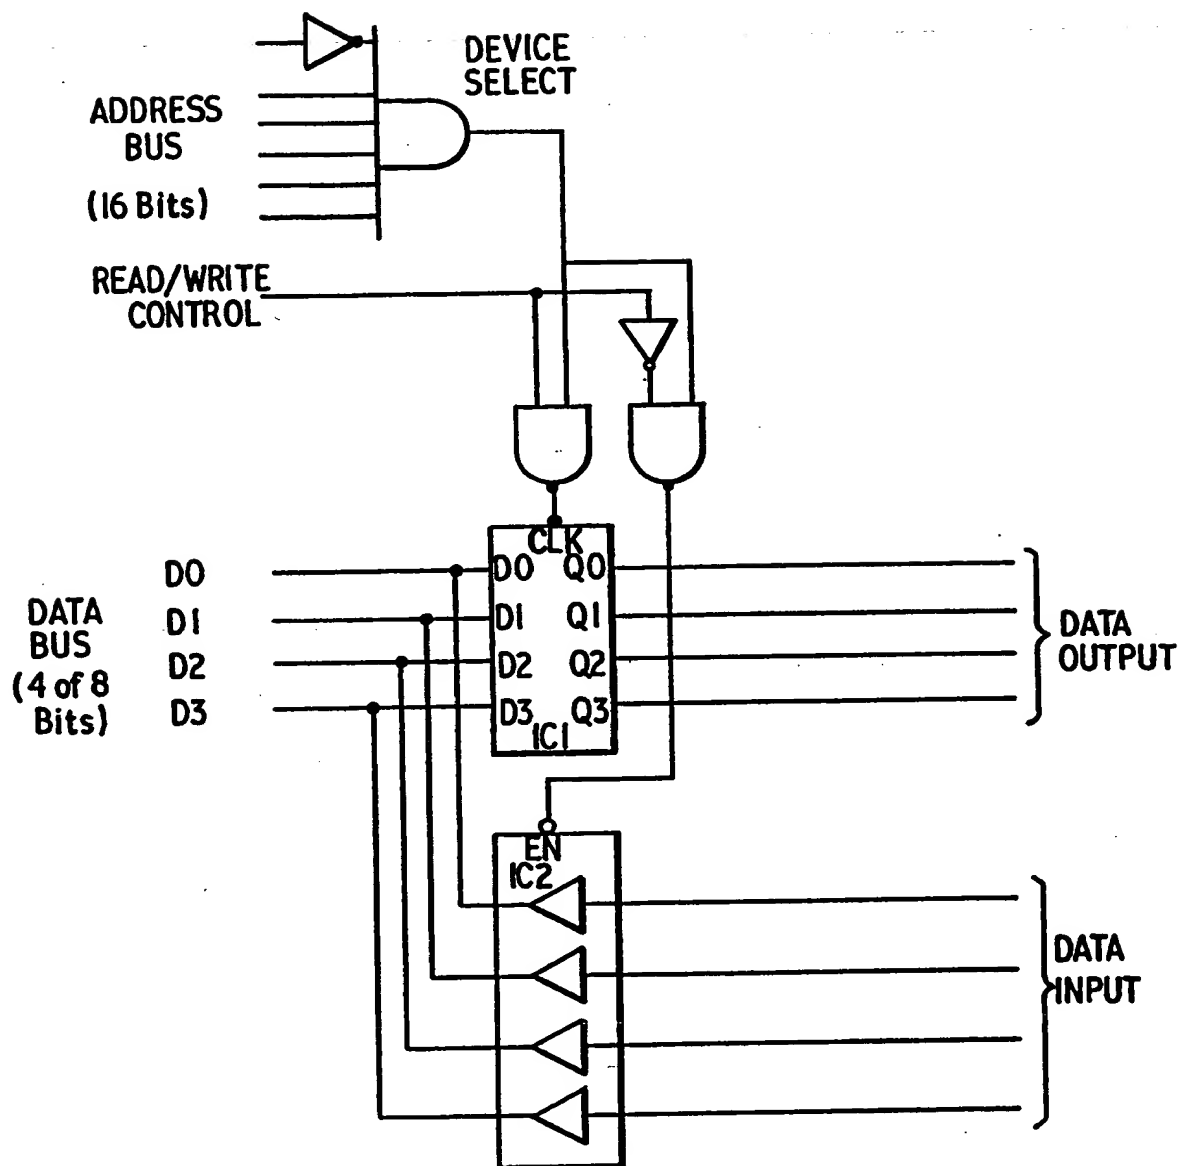 DEVICE
SELECT
ADDRESS
BUS
(16 Bits)
READ/WRITE
CONTROL
CLK
D0
D0 Q0
DATA
BUS
(4 of 8
Bits)
D1
D1 Q1
D2
D2 Q2
D3
D3 Q3
IC1
DATA
OUTPUT
EN
IC2
DATA
INPUT